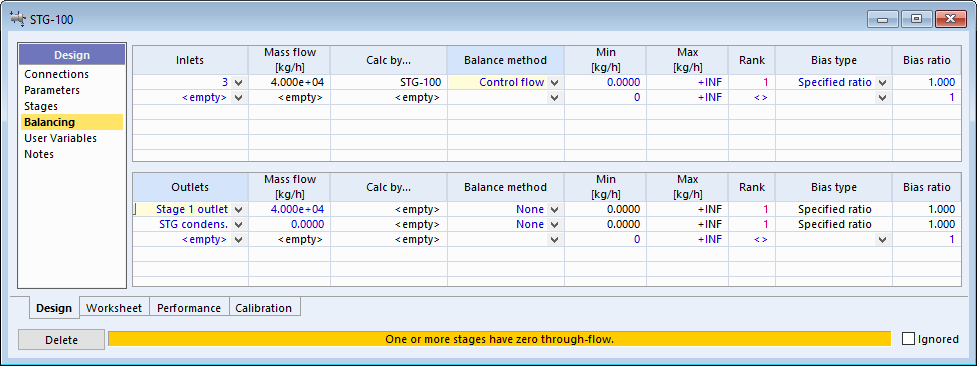 STG-100
Design
Connections
Parameters
Stages
Balancing
User Variables
Notes
Inlets Mass flow [kg/h] Calc by... Balance method Min [kg/h] Max [kg/h] Rank Bias type Bias ratio
3 4.000e+04 STG-100 Control flow 0.0000 +INF 1 Specified ratio 1.000
<empty> <empty> <empty> 0 +INF <> 1
Outlets Mass flow [kg/h] Calc by... Balance method Min [kg/h] Max [kg/h] Rank Bias type Bias ratio
Stage 1 outlet 4.000e+04 <empty> None 0.0000 +INF 1 Specified ratio 1.000
STG condens. 0.0000 <empty> None 0.0000 +INF 1 Specified ratio 1.000
<empty> <empty> <empty> 0 +INF <> 1
Design Worksheet Performance Calibration
Delete One or more stages have zero through-flow. Ignored